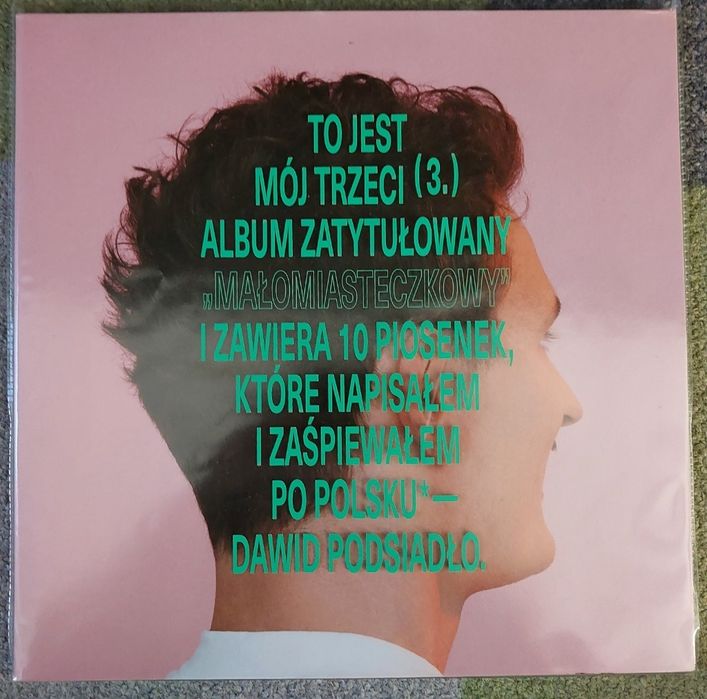 TO JEST
MÓJ TRZECI (3.)
ALBUM ZATYTUŁOWANY
„MAŁOMIASTECZKOWY”
I ZAWIERA 10 PIOSENEK,
KTÓRE NAPISAŁEM
I ZAŚPIEWAŁEM
PO POLSKU*—
DAWID PODSIADŁO.